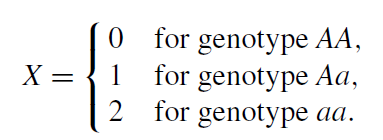 0 for genotype AA,
X = { 1 for genotype Aa,
2 for genotype aa.